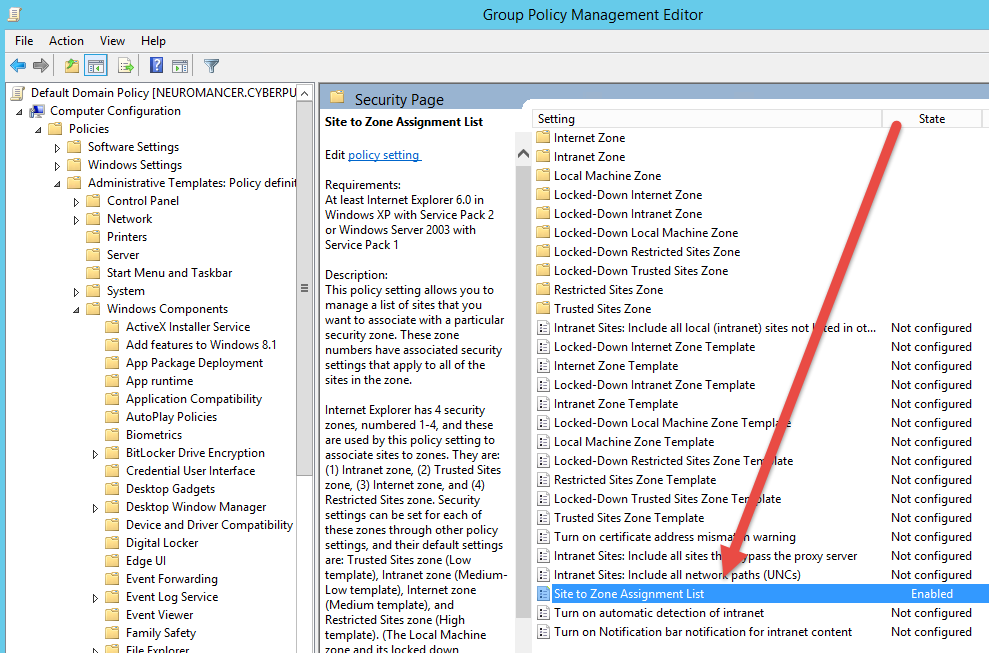 Group Policy Management Editor
File Action View Help
Default Domain Policy [NEUROMANCER.CYBERPU
Computer Configuration
Policies
Software Settings
Windows Settings
Administrative Templates: Policy definit
Control Panel
Network
Printers
Server
Start Menu and Taskbar
System
Windows Components
ActiveX Installer Service
Add features to Windows 8.1
App Package Deployment
App runtime
Application Compatibility
AutoPlay Policies
Biometrics
BitLocker Drive Encryption
Credential User Interface
Desktop Gadgets
Desktop Window Manager
Device and Driver Compatibility
Digital Locker
Edge UI
Event Forwarding
Event Log Service
Event Viewer
Family Safety
File Explorer
Security Page
Site to Zone Assignment List
Edit policy setting
Requirements:
At least Internet Explorer 6.0 in
Windows XP with Service Pack 2
or Windows Server 2003 with
Service Pack 1
Description:
This policy setting allows you to
manage a list of sites that you
want to associate with a particular
security zone. These zone
numbers have associated security
settings that apply to all of the
sites in the zone.
Internet Explorer has 4 security
zones, numbered 1-4, and these
are used by this policy setting to
associate sites to zones. They are:
(1) Intranet zone, (2) Trusted Sites
zone, (3) Internet zone, and (4)
Restricted Sites zone. Security
settings can be set for each of
these zones through other policy
settings, and their default settings
are: Trusted Sites zone (Low
template), Intranet zone (Medium-
Low template), Internet zone
(Medium template), and
Restricted Sites zone (High
template). (The Local Machine
zone and its locked down
Setting State
Internet Zone
Intranet Zone
Local Machine Zone
Locked-Down Internet Zone
Locked-Down Intranet Zone
Locked-Down Local Machine Zone
Locked-Down Restricted Sites Zone
Locked-Down Trusted Sites Zone
Restricted Sites Zone
Trusted Sites Zone
Intranet Sites: Include all local (intranet) sites not listed in ot... Not configured
Locked-Down Internet Zone Template Not configured
Internet Zone Template Not configured
Locked-Down Intranet Zone Template Not configured
Intranet Zone Template Not configured
Locked-Down Local Machine Zone Template Not configured
Local Machine Zone Template Not configured
Locked-Down Restricted Sites Zone Template Not configured
Restricted Sites Zone Template Not configured
Locked-Down Trusted Sites Zone Template Not configured
Trusted Sites Zone Template Not configured
Turn on certificate address mismatch warning Not configured
Intranet Sites: Include all sites that bypass the proxy server Not configured
Intranet Sites: Include all network paths (UNCs) Not configured
Site to Zone Assignment List Enabled
Turn on automatic detection of intranet Not configured
Turn on Notification bar notification for intranet content Not configured